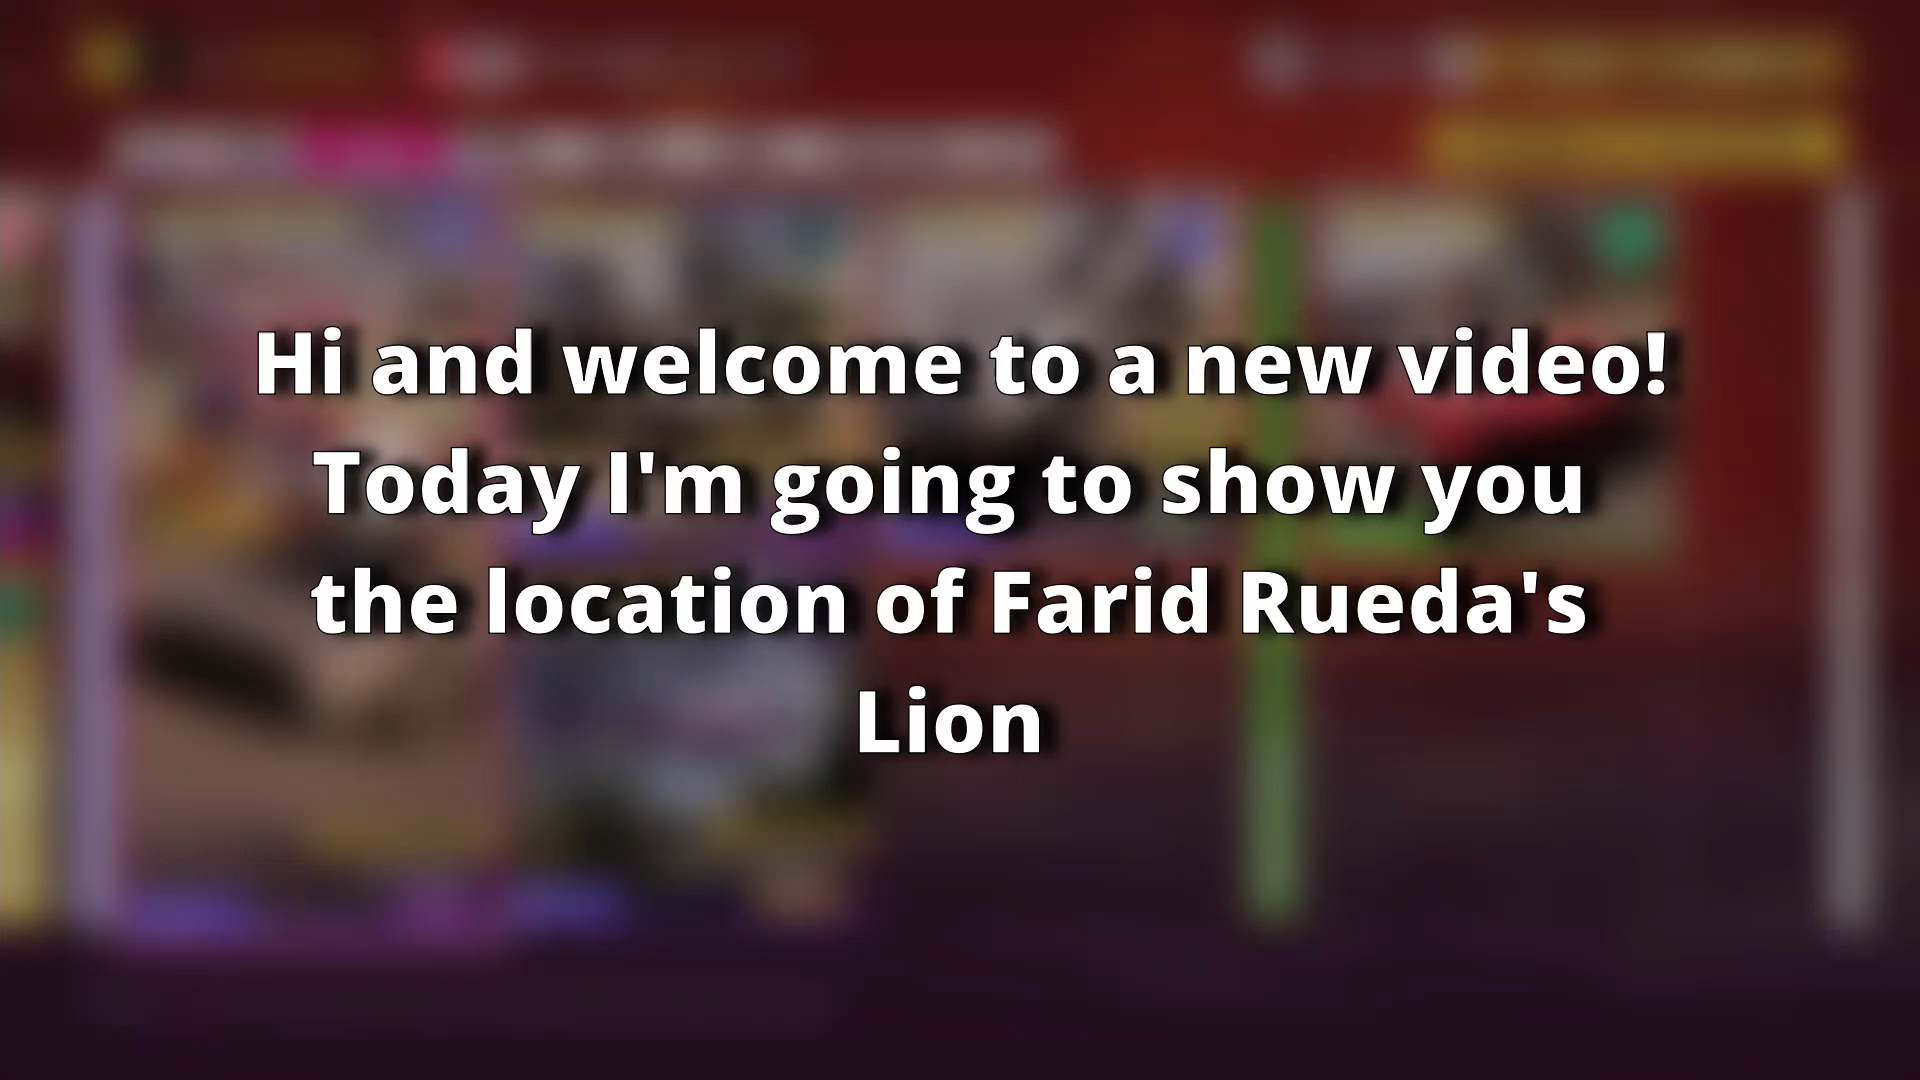 Hi and welcome to a new video!
Today I'm going to show you
the location of Farid Rueda's
Lion